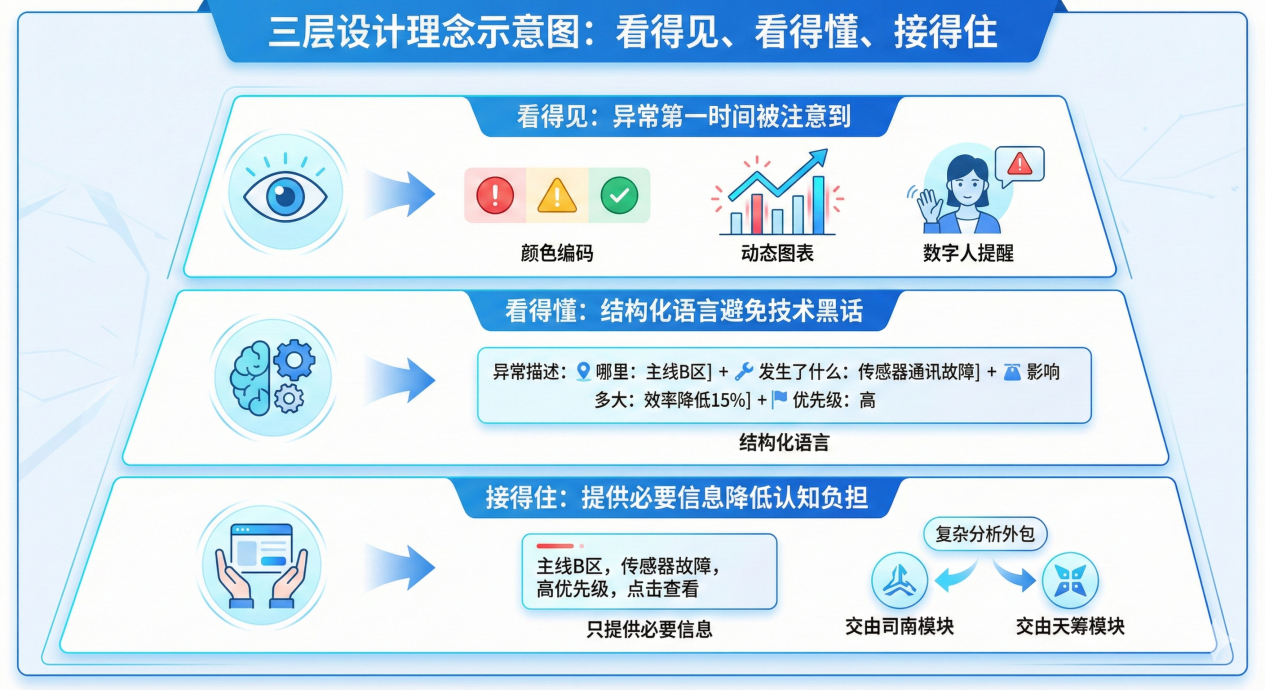 三层设计理念示意图：看得见、看得懂、接得住
看得见：异常第一时间被注意到
颜色编码
动态图表
数字人提醒
看得懂：结构化语言避免技术黑话
异常描述：哪里：主线B区] + 发生了什么：传感器通讯故障] + 影响
多大：效率降低15%] + 优先级：高
结构化语言
接得住：提供必要信息降低认知负担
主线B区，传感器故障，
高优先级，点击查看
只提供必要信息
复杂分析外包
交由司南模块
交由天筹模块